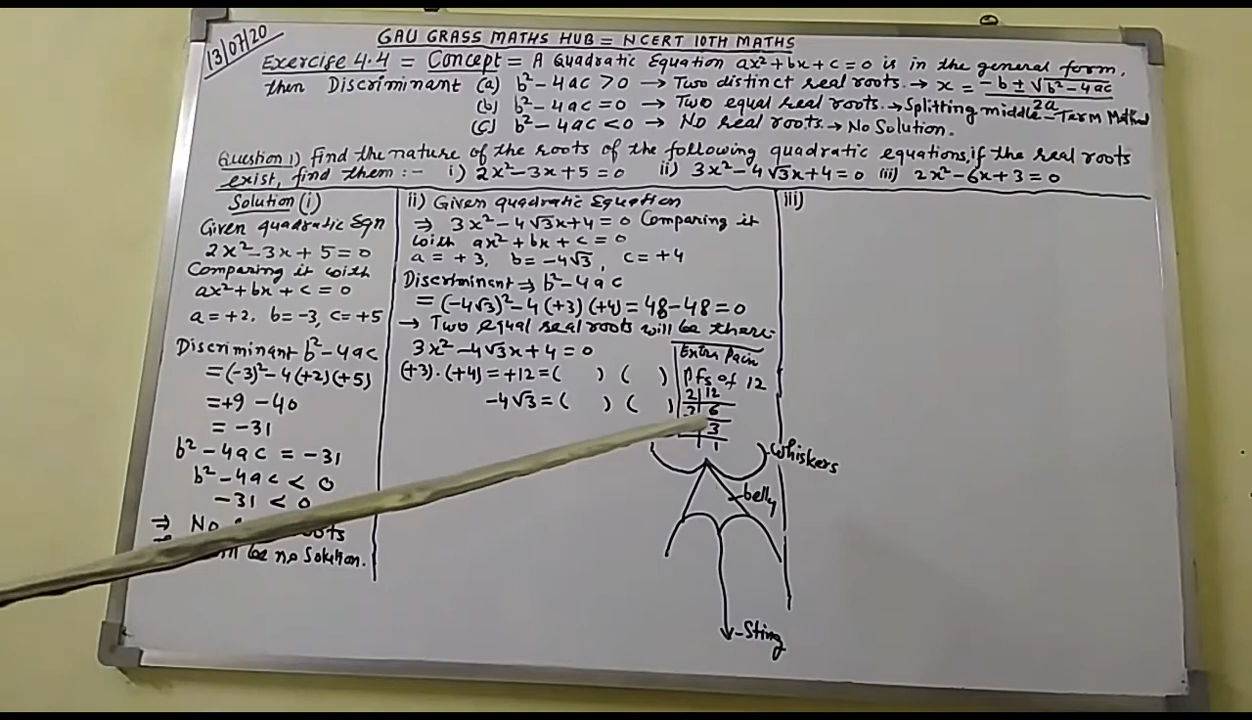 13/07/20
GAU GRASS MATHS HUB = NCERT 10TH MATHS
Exercise 4.4 = Concept = A Quadratic Equation ax²+bx+c=0 is in the general form,
then Discriminant (a) b²-4ac>0 → Two distinct real roots. → x = -b±√b²-4ac
2a
(b) b²-4ac=0 → Two equal real roots. → Splitting middle-Term Method
(c) b²-4ac<0 → No real roots. → No Solution.
Question 1) Find the nature of the roots of the following quadratic equations, if the real roots
exist, find them:- i) 2x²-3x+5=0 ii) 3x²-4√3x+4=0 (iii) 2x²-6x+3=0
Solution (i)
Given quadratic Eqn
2x²-3x+5=0
Comparing it with
ax²+bx+c=0
a=+2, b=-3, c=+5
Discriminant b²-4ac
=(-3)²-4(+2)(+5)
=+9-40
=-31
b²-4ac=-31
b²-4ac<0
-31<0
⇒ No roots
be no Solution.
ii) Given quadratic Equation
⇒ 3x²-4√3x+4=0 Comparing it
with ax²+bx+c=0
a=+3, b=-4√3, c=+4
Discriminant ⇒ b²-4ac
=(-4√3)²-4(+3)(+4)=48-48=0
→ Two equal real roots will be there.
3x²-4√3x+4=0
(+3).(+4)=+12=( ) ( )
-4√3=( ) ( )
Extra Pain
Pfs of 12
2|12
2|6
3
1
whiskers
belly
Sting
iii)